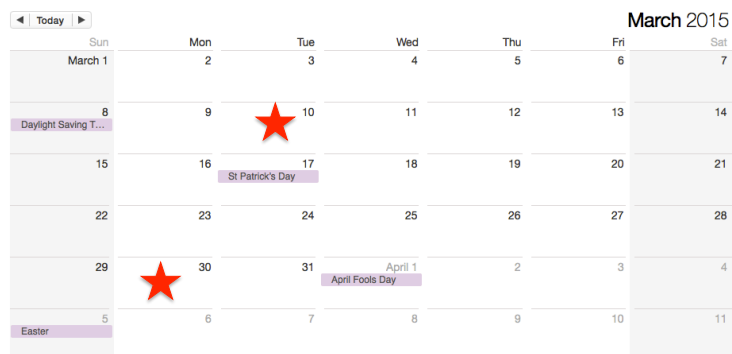 Today March 2015
Sun Mon Tue Wed Thu Fri Sat
March 1 2 3 4 5 6 7
8 9 10 11 12 13 14
Daylight Saving T…
15 16 17 18 19 20 21
St Patrick's Day
22 23 24 25 26 27 28
29 30 31 April 1 2 3 4
April Fools Day
5 6 7 8 9 10 11
Easter